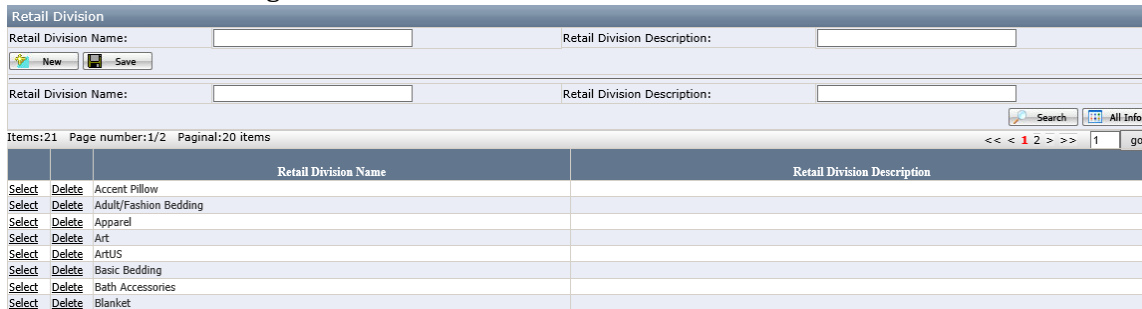 Retail Division
Retail Division Name: Retail Division Description:
New Save
Retail Division Name: Retail Division Description:
Search All Info
Items:21 Page number:1/2 Paginal:20 items << < 1 2 > >> 1 go
Retail Division Name Retail Division Description
Select Delete Accent Pillow
Select Delete Adult/Fashion Bedding
Select Delete Apparel
Select Delete Art
Select Delete ArtUS
Select Delete Basic Bedding
Select Delete Bath Accessories
Select Delete Blanket